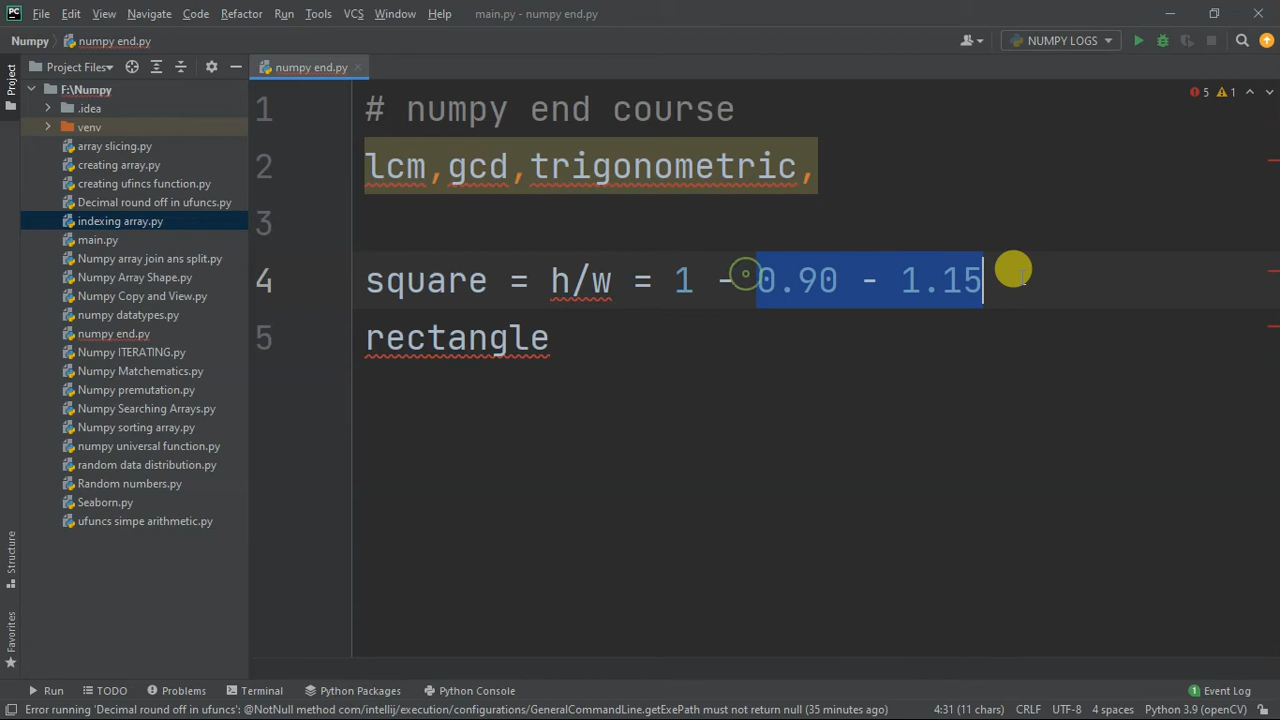 File Edit View Navigate Code Refactor Run Tools VCS Window Help main.py - numpy end.py
Numpy numpy end.py NUMPY LOGS
Project Project Files numpy end.py
F:\Numpy
.idea
venv
array slicing.py
creating array.py
creating ufincs function.py
Decimal round off in ufuncs.py
indexing array.py
main.py
Numpy array join ans split.py
Numpy Array Shape.py
Numpy Copy and View.py
numpy datatypes.py
numpy end.py
Numpy ITERATING.py
Numpy Matchematics.py
Numpy premutation.py
Numpy Searching Arrays.py
Numpy sorting array.py
numpy universal function.py
random data distribution.py
Random numbers.py
Seaborn.py
ufuncs simpe arithmetic.py
5 1
1 # numpy end course
2 lcm,gcd,trigonometric,
3
4 square = h/w = 1 - 0.90 - 1.15
5 rectangle
Structure
Favorites
Run TODO Problems Terminal Python Packages Python Console 1 Event Log
Error running 'Decimal round off in ufuncs': @NotNull method com/intellij/execution/configurations/GeneralCommandLine.getExePath must not return null (35 minutes ago) 4:31 (11 chars) CRLF UTF-8 4 spaces Python 3.9 (openCV)